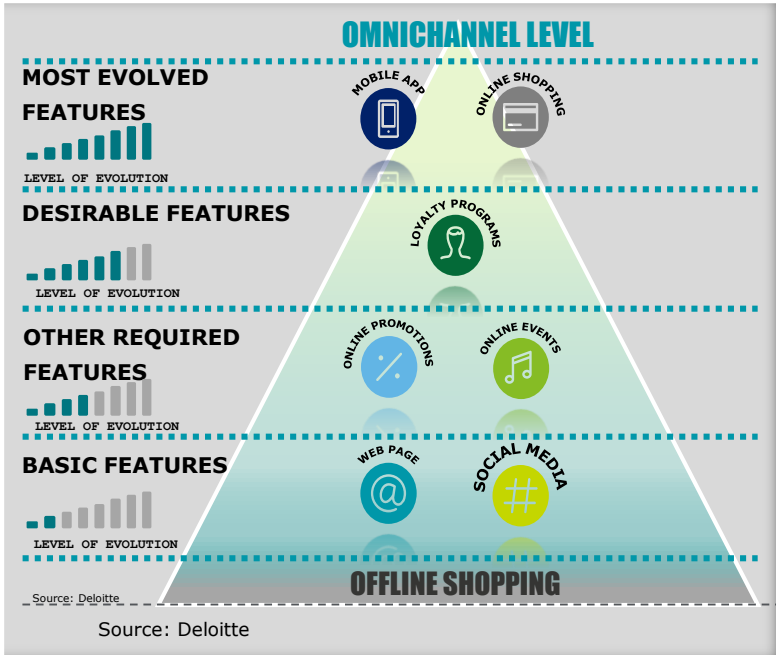 OMNICHANNEL LEVEL
MOST EVOLVED
FEATURES
LEVEL OF EVOLUTION
MOBILE APP
ONLINE SHOPPING
DESIRABLE FEATURES
LEVEL OF EVOLUTION
LOYALTY PROGRAMS
OTHER REQUIRED
FEATURES
LEVEL OF EVOLUTION
ONLINE PROMOTIONS
ONLINE EVENTS
BASIC FEATURES
LEVEL OF EVOLUTION
WEB PAGE
@
SOCIAL MEDIA
#
OFFLINE SHOPPING
Source: Deloitte
Source: Deloitte